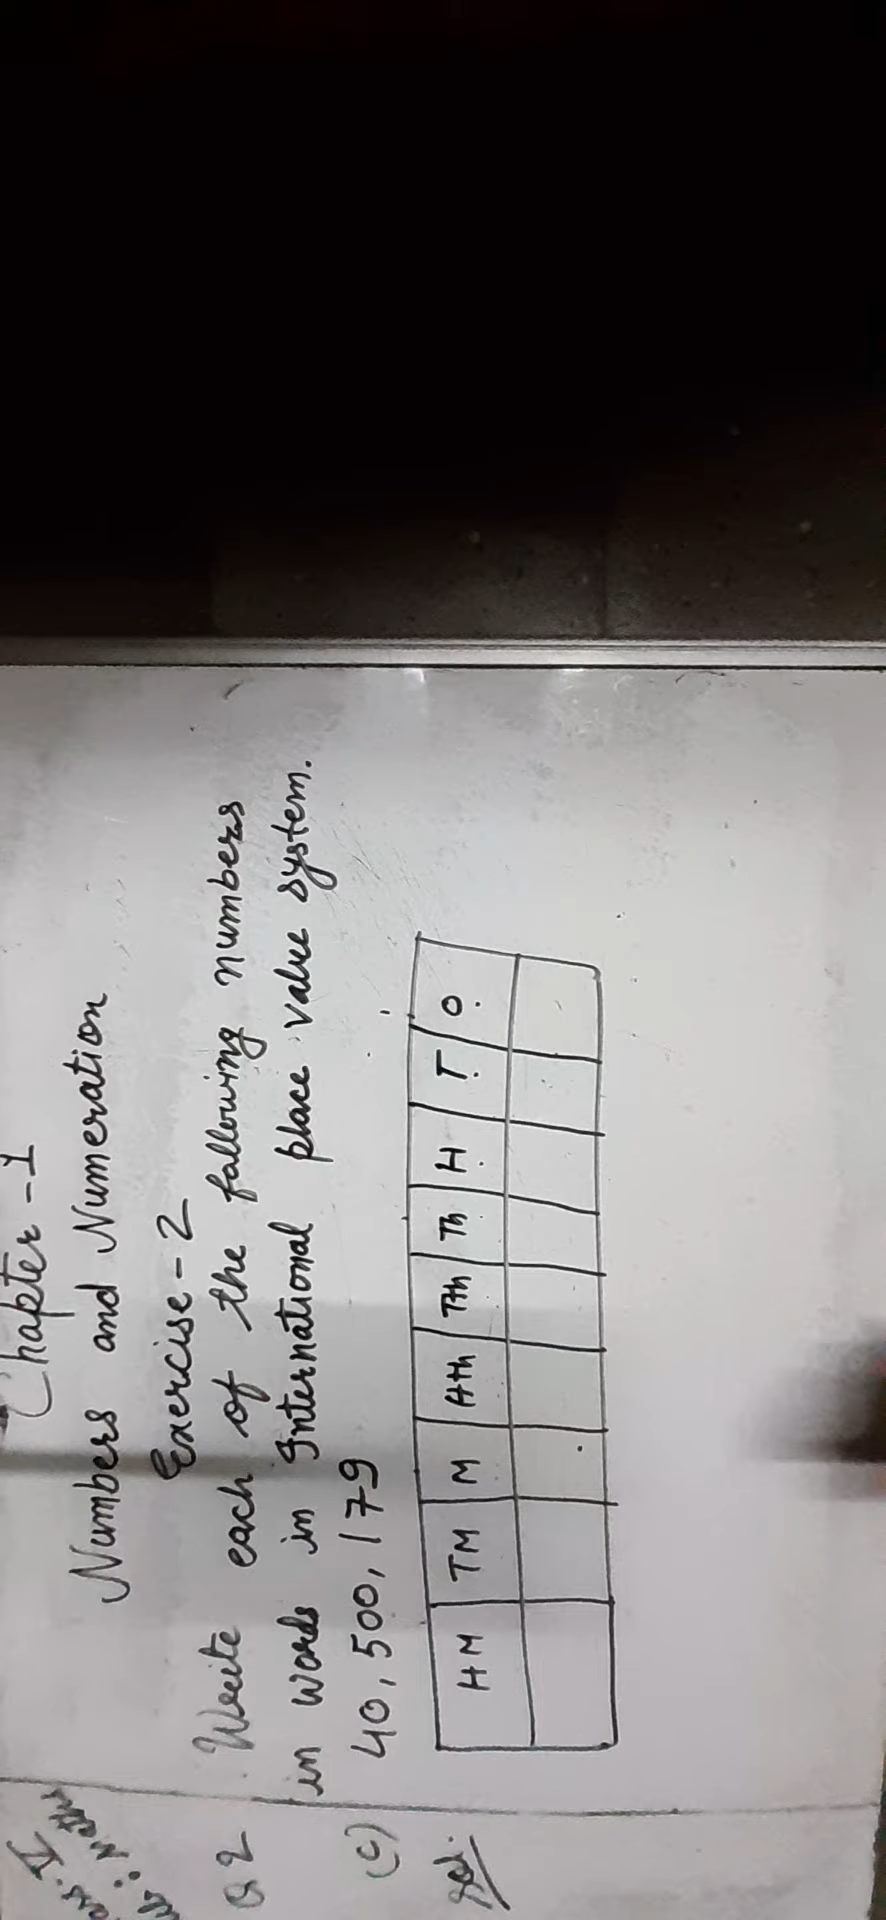 Chapter - 1
Numbers and Numeration
Exercise - 2
Q 2 Write each of the following numbers
in words in International place value system.
(c) 40,500,179
Sol.
HM TM M Hth Tth Th H T O